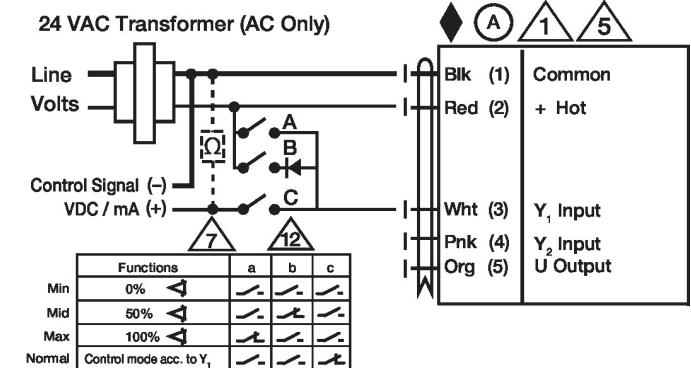 24 VAC Transformer (AC Only)
A 1 5
Line
Volts
Blk (1) Common
Red (2) + Hot
A
Ω
B
Control Signal (–)
VDC / mA (+)
C
Wht (3) Y1 Input
Pnk (4) Y2 Input
Org (5) U Output
7 12
Functions a b c
Min 0%
Mid 50%
Max 100%
Normal Control mode acc. to Y1